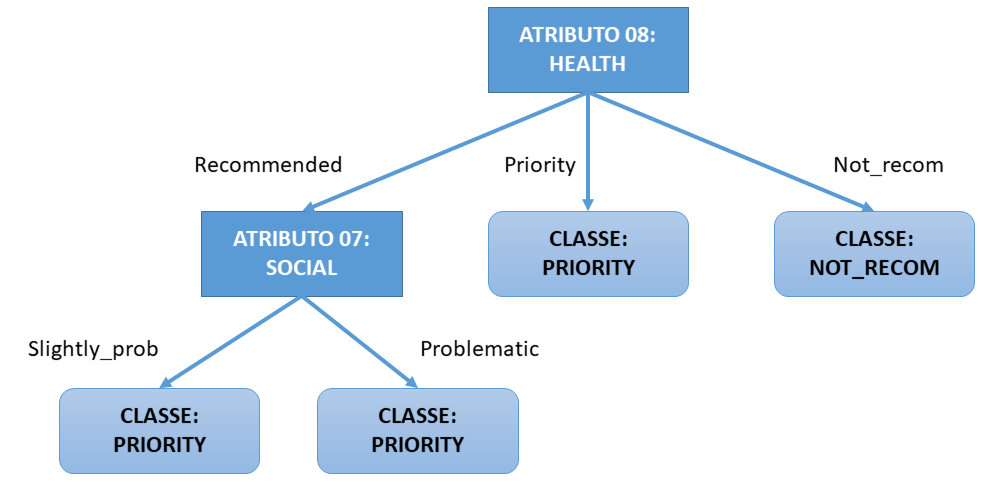 ATRIBUTO 08:
HEALTH
Recommended
Priority
Not_recom
ATRIBUTO 07:
SOCIAL
CLASSE:
PRIORITY
CLASSE:
NOT_RECOM
Slightly_prob
Problematic
CLASSE:
PRIORITY
CLASSE:
PRIORITY